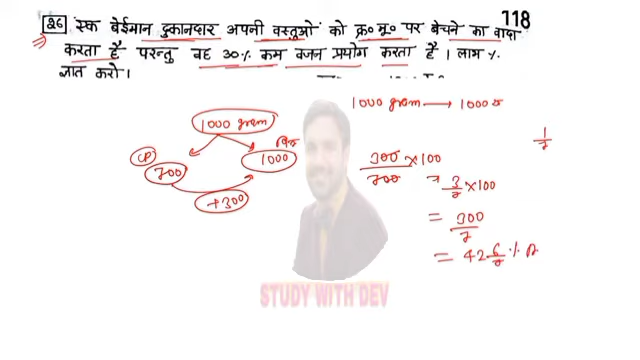 118
26 एक बेईमान दुकानदार अपनी वस्तुओं को क्र० मू० पर बेचने का वादा
⇒ करता है परन्तु वह 30% कम वजन प्रयोग करता है। लाभ %
ज्ञात करो।
1000 gram → 1000 ₹
1000 gram
CP
700
1000
+300
300/700 × 100
= 3/7 × 100
= 300/7
= 42 6/7 %
1/7
STUDY WITH DEV